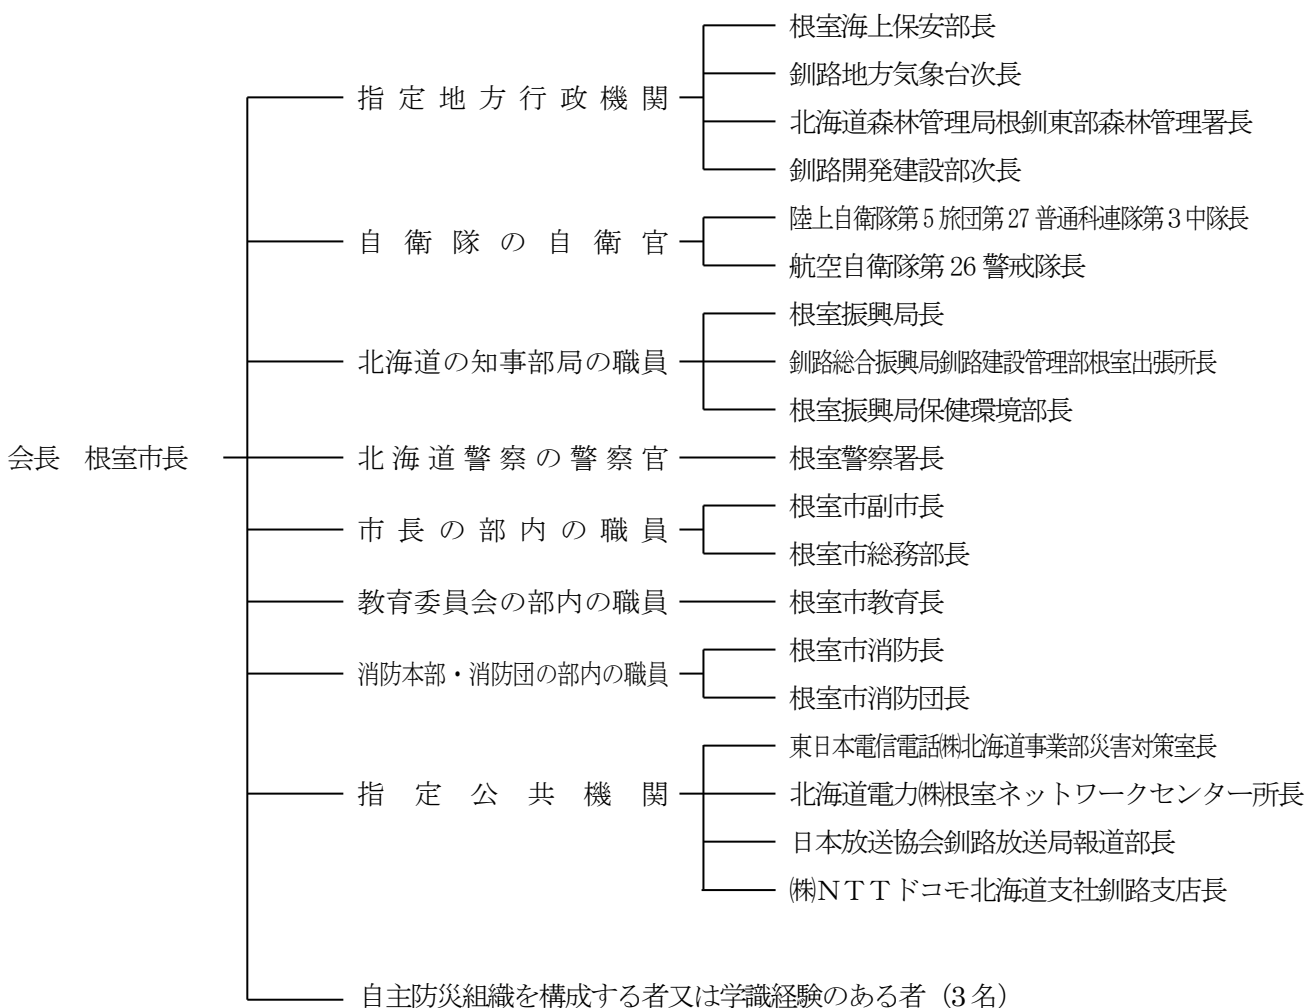 会長 根室市長
指定地方行政機関
根室海上保安部長
釧路地方気象台次長
北海道森林管理局根釧東部森林管理署長
釧路開発建設部次長
自衛隊の自衛官
陸上自衛隊第5旅団第27普通科連隊第3中隊長
航空自衛隊第26警戒隊長
北海道の知事部局の職員
根室振興局長
釧路総合振興局釧路建設管理部根室出張所長
根室振興局保健環境部長
北海道警察の警察官
根室警察署長
市長の部内の職員
根室市副市長
根室市総務部長
教育委員会の部内の職員
根室市教育長
消防本部・消防団の部内の職員
根室市消防長
根室市消防団長
指定公共機関
東日本電信電話㈱北海道事業部災害対策室長
北海道電力㈱根室ネットワークセンター所長
日本放送協会釧路放送局報道部長
㈱NTTドコモ北海道支社釧路支店長
自主防災組織を構成する者又は学識経験のある者(3名)